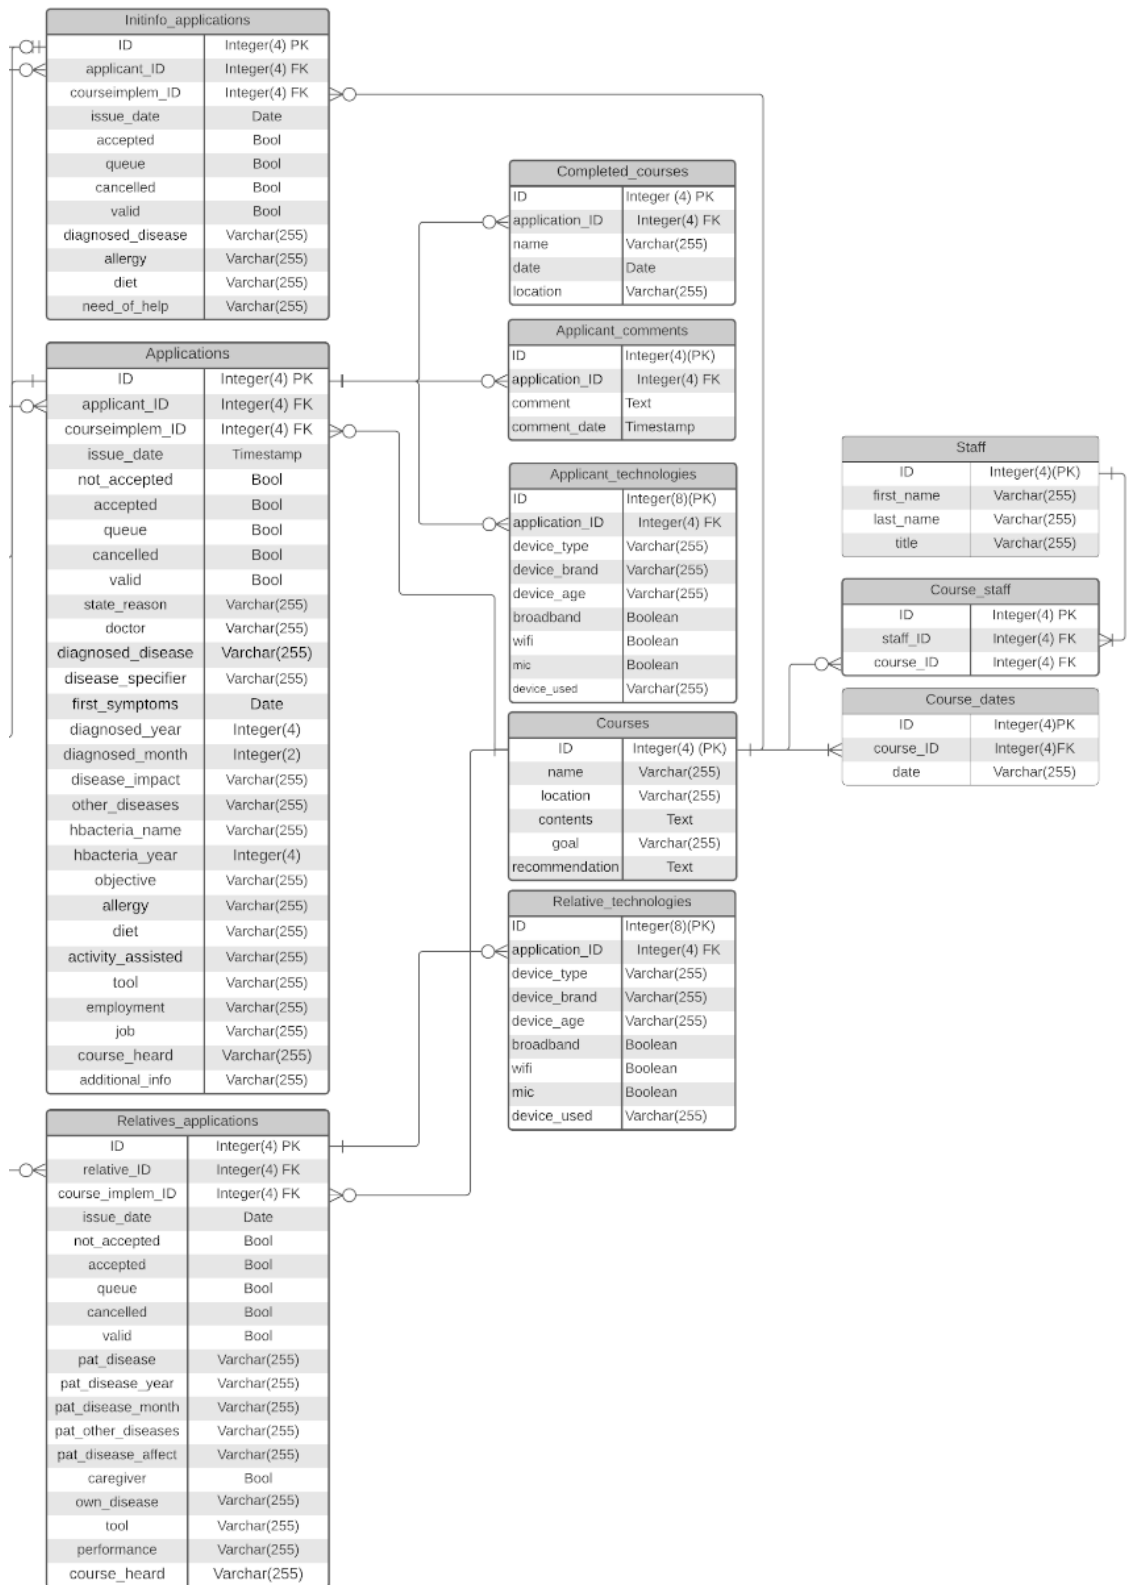 Initinfo_applications
ID Integer(4) PK
applicant_ID Integer(4) FK
courseimplem_ID Integer(4) FK
issue_date Date
accepted Bool
queue Bool
cancelled Bool
valid Bool
diagnosed_disease Varchar(255)
allergy Varchar(255)
diet Varchar(255)
need_of_help Varchar(255)
Applications
ID Integer(4) PK
applicant_ID Integer(4) FK
courseimplem_ID Integer(4) FK
issue_date Timestamp
not_accepted Bool
accepted Bool
queue Bool
cancelled Bool
valid Bool
state_reason Varchar(255)
doctor Varchar(255)
diagnosed_disease Varchar(255)
disease_specifier Varchar(255)
first_symptoms Date
diagnosed_year Integer(4)
diagnosed_month Integer(2)
disease_impact Varchar(255)
other_diseases Varchar(255)
hbacteria_name Varchar(255)
hbacteria_year Integer(4)
objective Varchar(255)
allergy Varchar(255)
diet Varchar(255)
activity_assisted Varchar(255)
tool Varchar(255)
employment Varchar(255)
job Varchar(255)
course_heard Varchar(255)
additional_info Varchar(255)
Relatives_applications
ID Integer(4) PK
relative_ID Integer(4) FK
course_implem_ID Integer(4) FK
issue_date Date
not_accepted Bool
accepted Bool
queue Bool
cancelled Bool
valid Bool
pat_disease Varchar(255)
pat_disease_year Varchar(255)
pat_disease_month Varchar(255)
pat_other_diseases Varchar(255)
pat_disease_affect Varchar(255)
caregiver Bool
own_disease Varchar(255)
tool Varchar(255)
performance Varchar(255)
course_heard Varchar(255)
Completed_courses
ID Integer (4) PK
application_ID Integer(4) FK
name Varchar(255)
date Date
location Varchar(255)
Applicant_comments
ID Integer(4)(PK)
application_ID Integer(4) FK
comment Text
comment_date Timestamp
Applicant_technologies
ID Integer(8)(PK)
application_ID Integer(4) FK
device_type Varchar(255)
device_brand Varchar(255)
device_age Varchar(255)
broadband Boolean
wifi Boolean
mic Boolean
device_used Varchar(255)
Courses
ID Integer(4) (PK)
name Varchar(255)
location Varchar(255)
contents Text
goal Varchar(255)
recommendation Text
Relative_technologies
ID Integer(8)(PK)
application_ID Integer(4) FK
device_type Varchar(255)
device_brand Varchar(255)
device_age Varchar(255)
broadband Boolean
wifi Boolean
mic Boolean
device_used Varchar(255)
Staff
ID Integer(4)(PK)
first_name Varchar(255)
last_name Varchar(255)
title Varchar(255)
Course_staff
ID Integer(4) PK
staff_ID Integer(4) FK
course_ID Integer(4) FK
Course_dates
ID Integer(4)PK
course_ID Integer(4)FK
date Varchar(255)